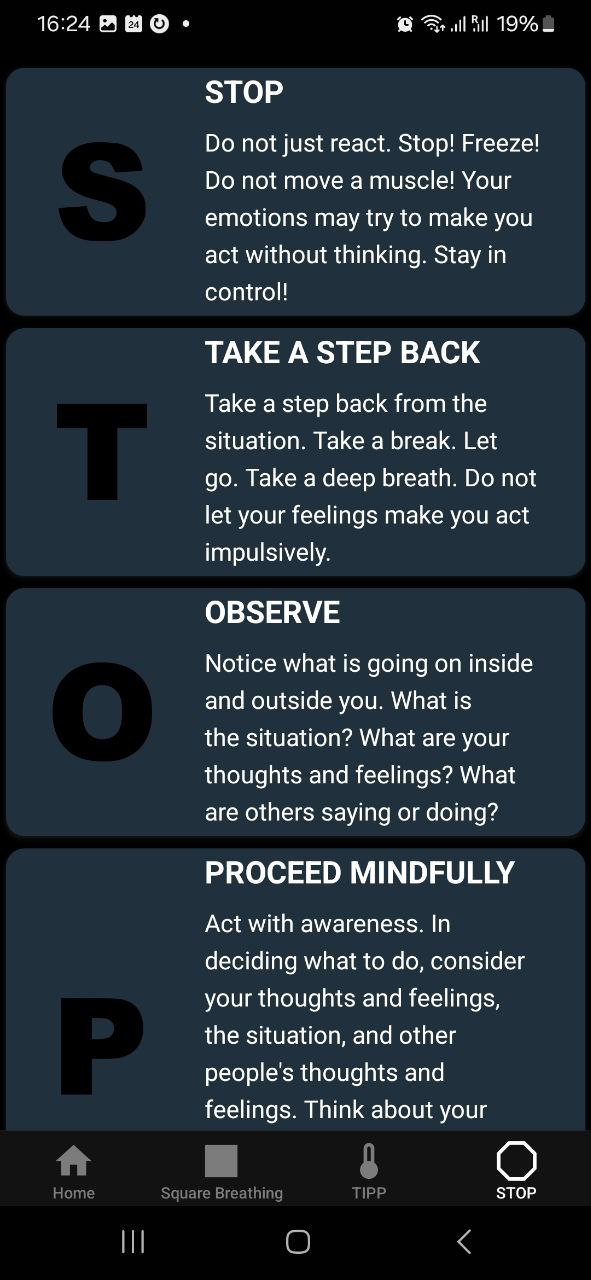 16:24 24 19%
STOP
S
Do not just react. Stop! Freeze!
Do not move a muscle! Your
emotions may try to make you
act without thinking. Stay in
control!
TAKE A STEP BACK
T
Take a step back from the
situation. Take a break. Let
go. Take a deep breath. Do not
let your feelings make you act
impulsively.
OBSERVE
O
Notice what is going on inside
and outside you. What is
the situation? What are your
thoughts and feelings? What
are others saying or doing?
PROCEED MINDFULLY
P
Act with awareness. In
deciding what to do, consider
your thoughts and feelings,
the situation, and other
people's thoughts and
feelings. Think about your
Home Square Breathing TIPP STOP